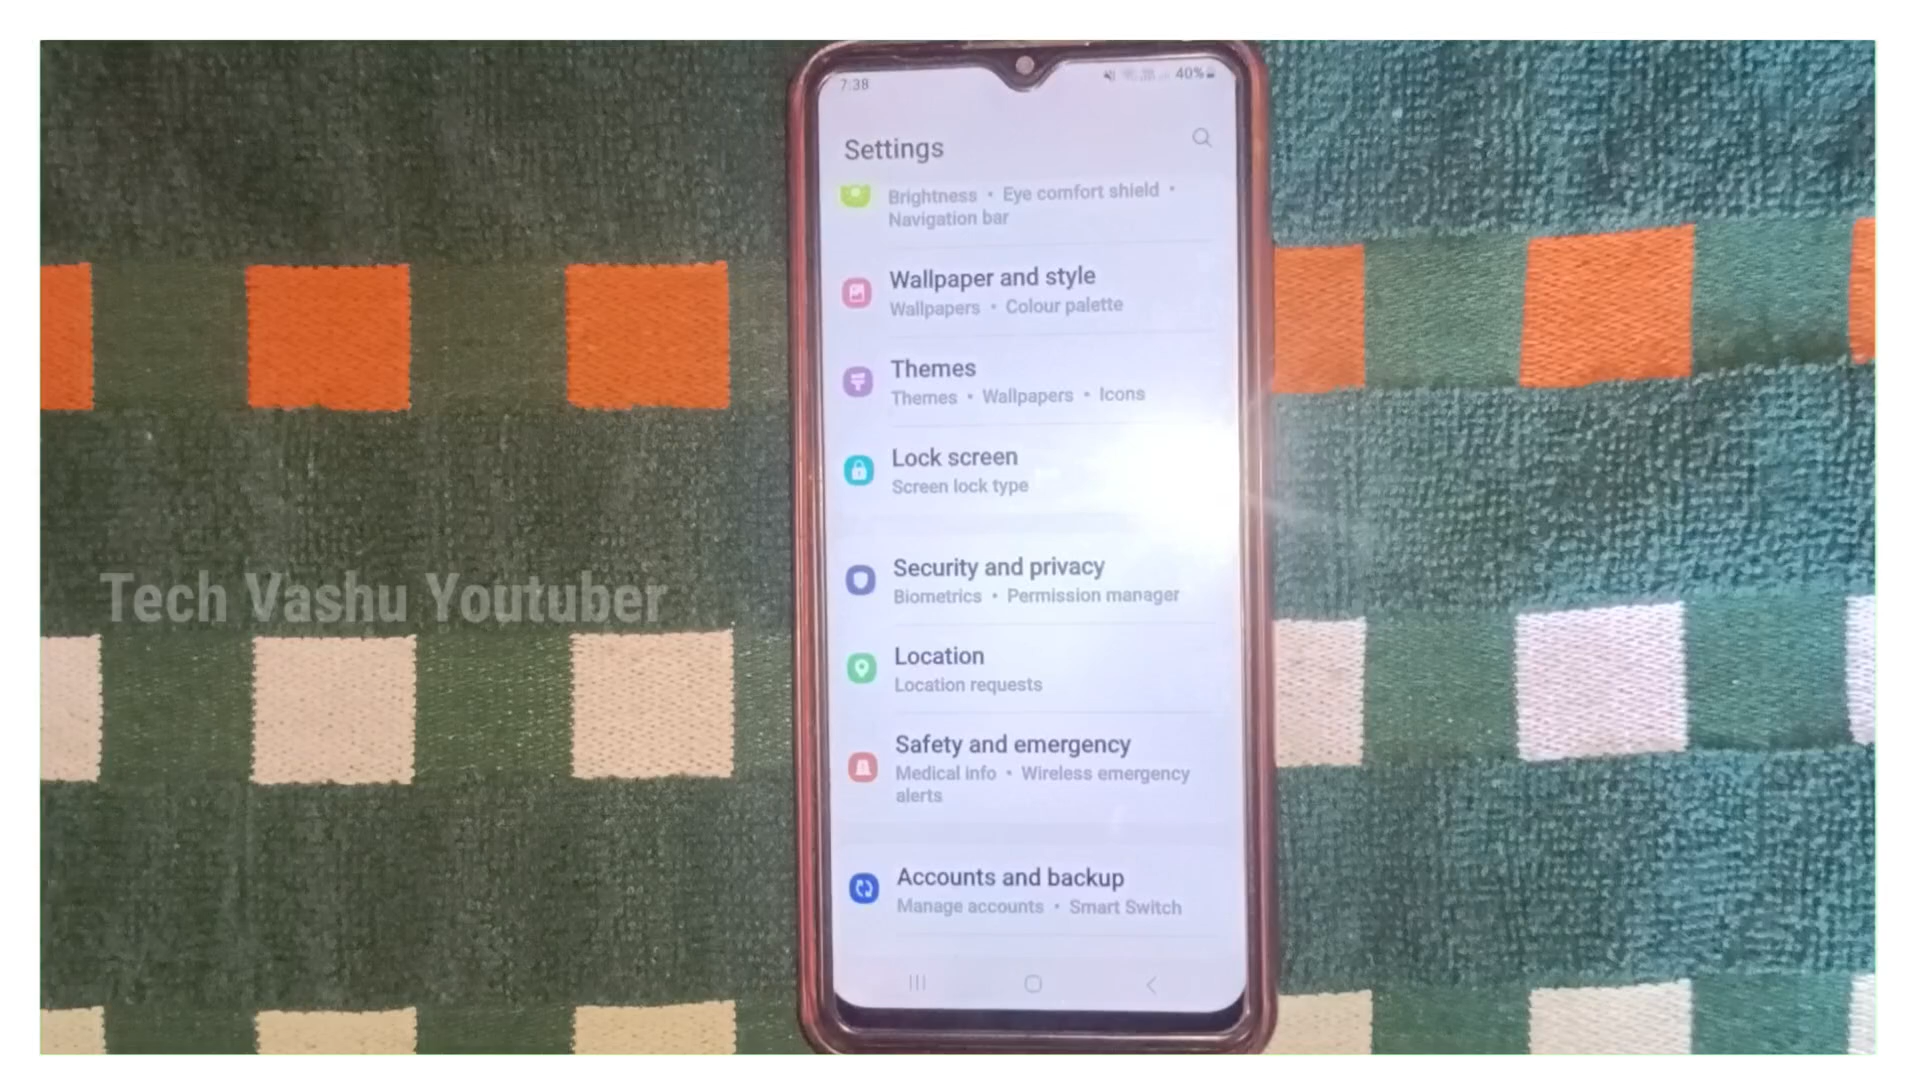 7:38
40%
Settings
Brightness • Eye comfort shield •
Navigation bar
Wallpaper and style
Wallpapers • Colour palette
Themes
Themes • Wallpapers • Icons
Lock screen
Screen lock type
Security and privacy
Biometrics • Permission manager
Tech Vashu Youtuber
Location
Location requests
Safety and emergency
Medical info • Wireless emergency
alerts
Accounts and backup
Manage accounts • Smart Switch